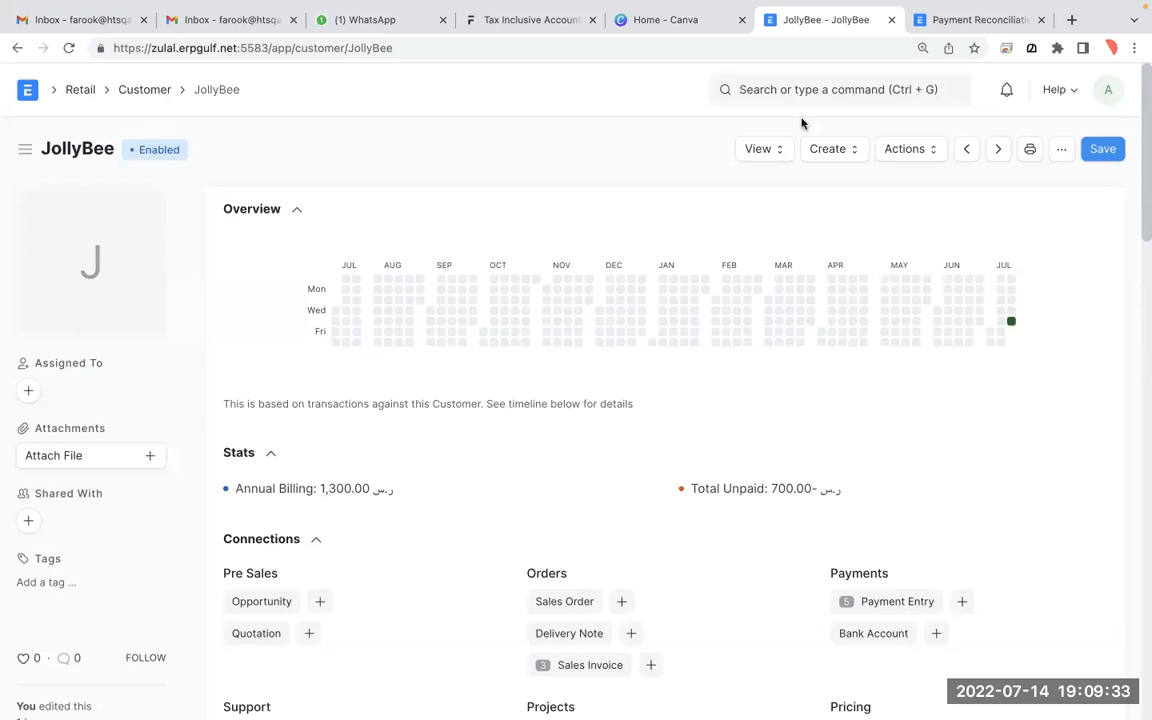 Inbox - farook@htsqa
Inbox - farook@htsqa
(1) WhatsApp
Tax Inclusive Accoun
Home - Canva
JollyBee - JollyBee
Payment Reconciliatio
https://zulal.erpgulf.net:5583/app/customer/JollyBee
E
Retail
Customer
JollyBee
Search or type a command (Ctrl + G)
Help
A
JollyBee
Enabled
View
Create
Actions
Save
J
Overview
JUL AUG SEP OCT NOV DEC JAN FEB MAR APR MAY JUN JUL
Mon
Wed
Fri
Assigned To
This is based on transactions against this Customer. See timeline below for details
Attachments
Attach File
Stats
Annual Billing: 1,300.00 ر.س
Total Unpaid: 700.00- ر.س
Shared With
Connections
Tags
Add a tag ...
Pre Sales
Orders
Payments
Opportunity
Sales Order
5 Payment Entry
Quotation
Delivery Note
Bank Account
3 Sales Invoice
0 · 0 FOLLOW
You edited this
Support
Projects
Pricing
2022-07-14 19:09:33